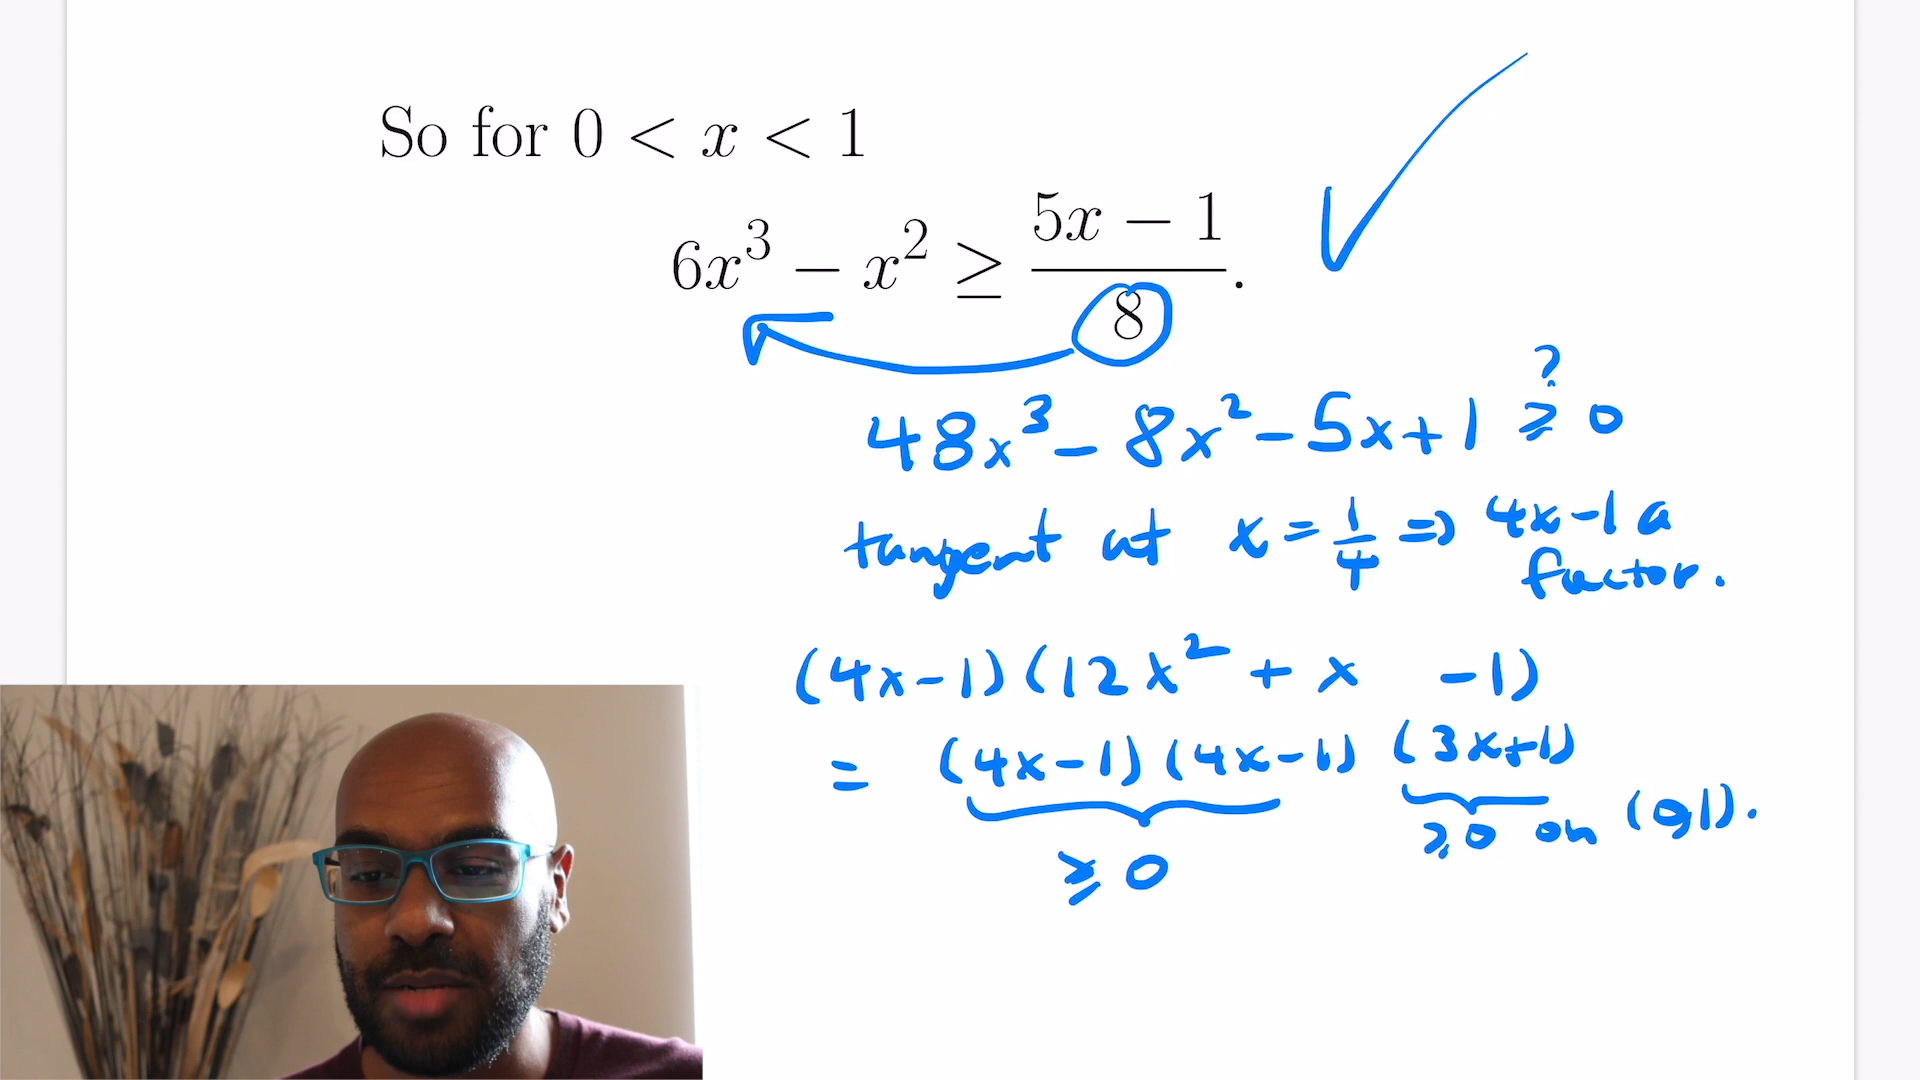 So for 0 < x < 1
6x³ − x² ≥ (5x − 1)/8.
48x³ − 8x² − 5x + 1 ≥? 0
tangent at x = 1/4 ⇒ 4x−1 a
factor.
(4x−1)(12x² + x −1)
= (4x−1)(4x−1)(3x+1)
≥0 on (0,1).
≥ 0